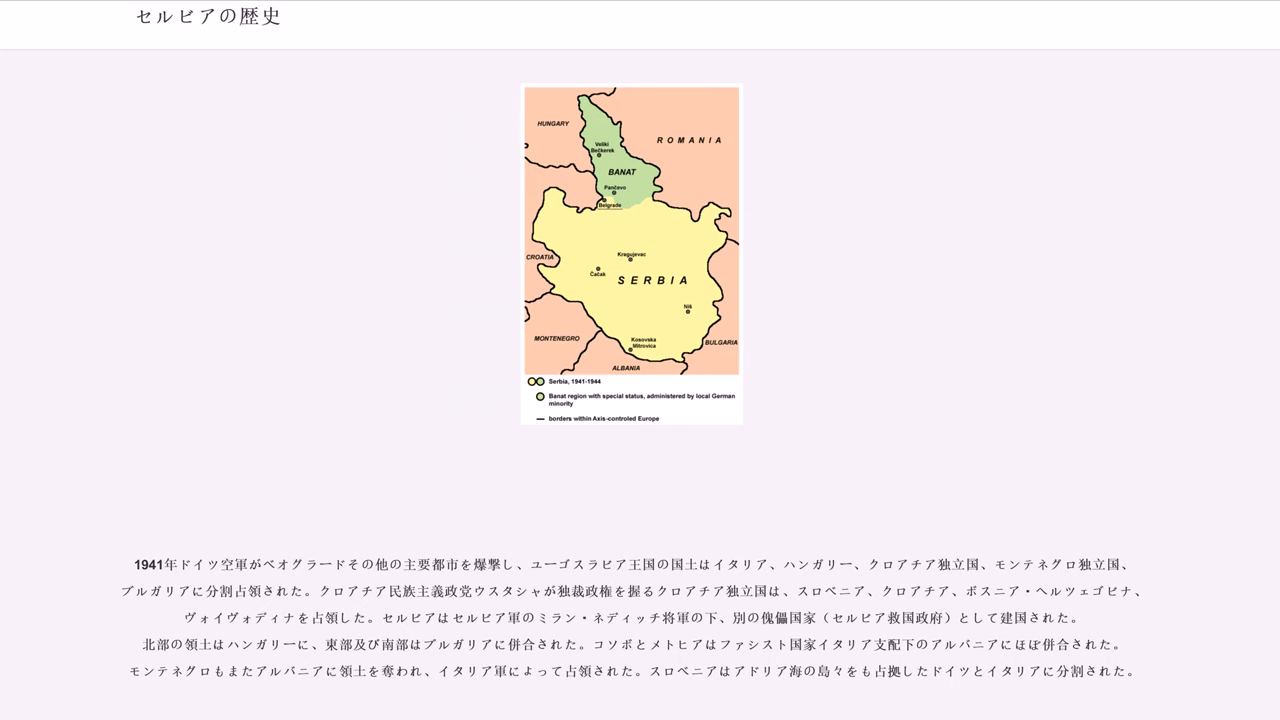 セルビアの歴史
HUNGARY
ROMANIA
Veliki
Bečkerek
BANAT
Pančevo
Belgrade
CROATIA
Kragujevac
Čačak
SERBIA
Niš
MONTENEGRO
Kosovska
Mitrovica
BULGARIA
ALBANIA
Serbia, 1941-1944
Banat region with special status, administered by local German
minority
borders within Axis-controled Europe
1941年ドイツ空軍がベオグラードその他の主要都市を爆撃し、ユーゴスラビア王国の国土はイタリア、ハンガリー、クロアチア独立国、モンテネグロ独立国、
ブルガリアに分割占領された。クロアチア民族主義政党ウスタシャが独裁政権を握るクロアチア独立国は、スロベニア、クロアチア、ボスニア・ヘルツェゴビナ、
ヴォイヴォディナを占領した。セルビアはセルビア軍のミラン・ネディッチ将軍の下、別の傀儡国家（セルビア救国政府）として建国された。
北部の領土はハンガリーに、東部及び南部はブルガリアに併合された。コソボとメトヒアはファシスト国家イタリア支配下のアルバニアにほぼ併合された。
モンテネグロもまたアルバニアに領土を奪われ、イタリア軍によって占領された。スロベニアはアドリア海の島々をも占拠したドイツとイタリアに分割された。